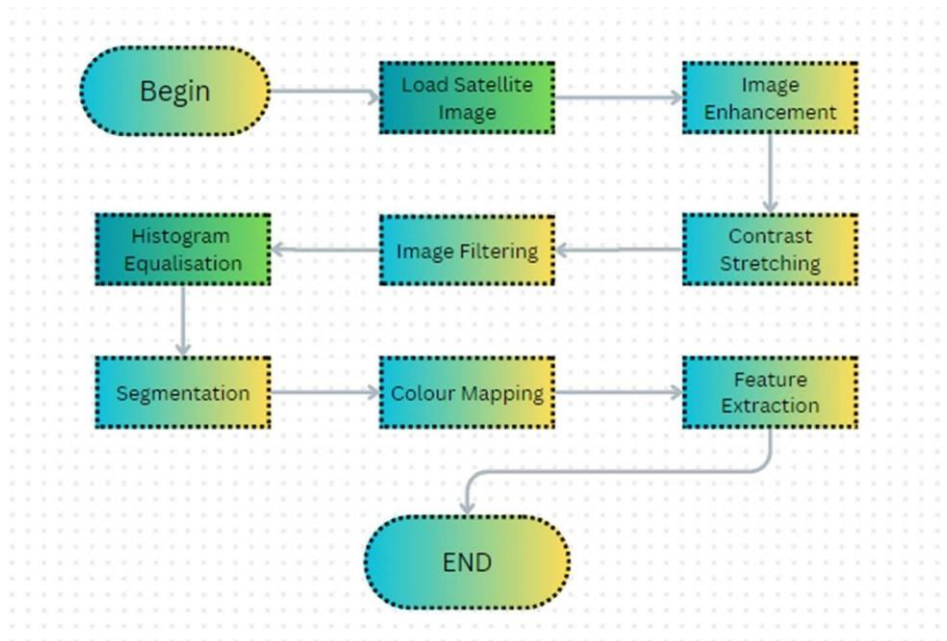 Begin
Load Satellite
Image
Image
Enhancement
Contrast
Stretching
Image Filtering
Histogram
Equalisation
Segmentation
Colour Mapping
Feature
Extraction
END